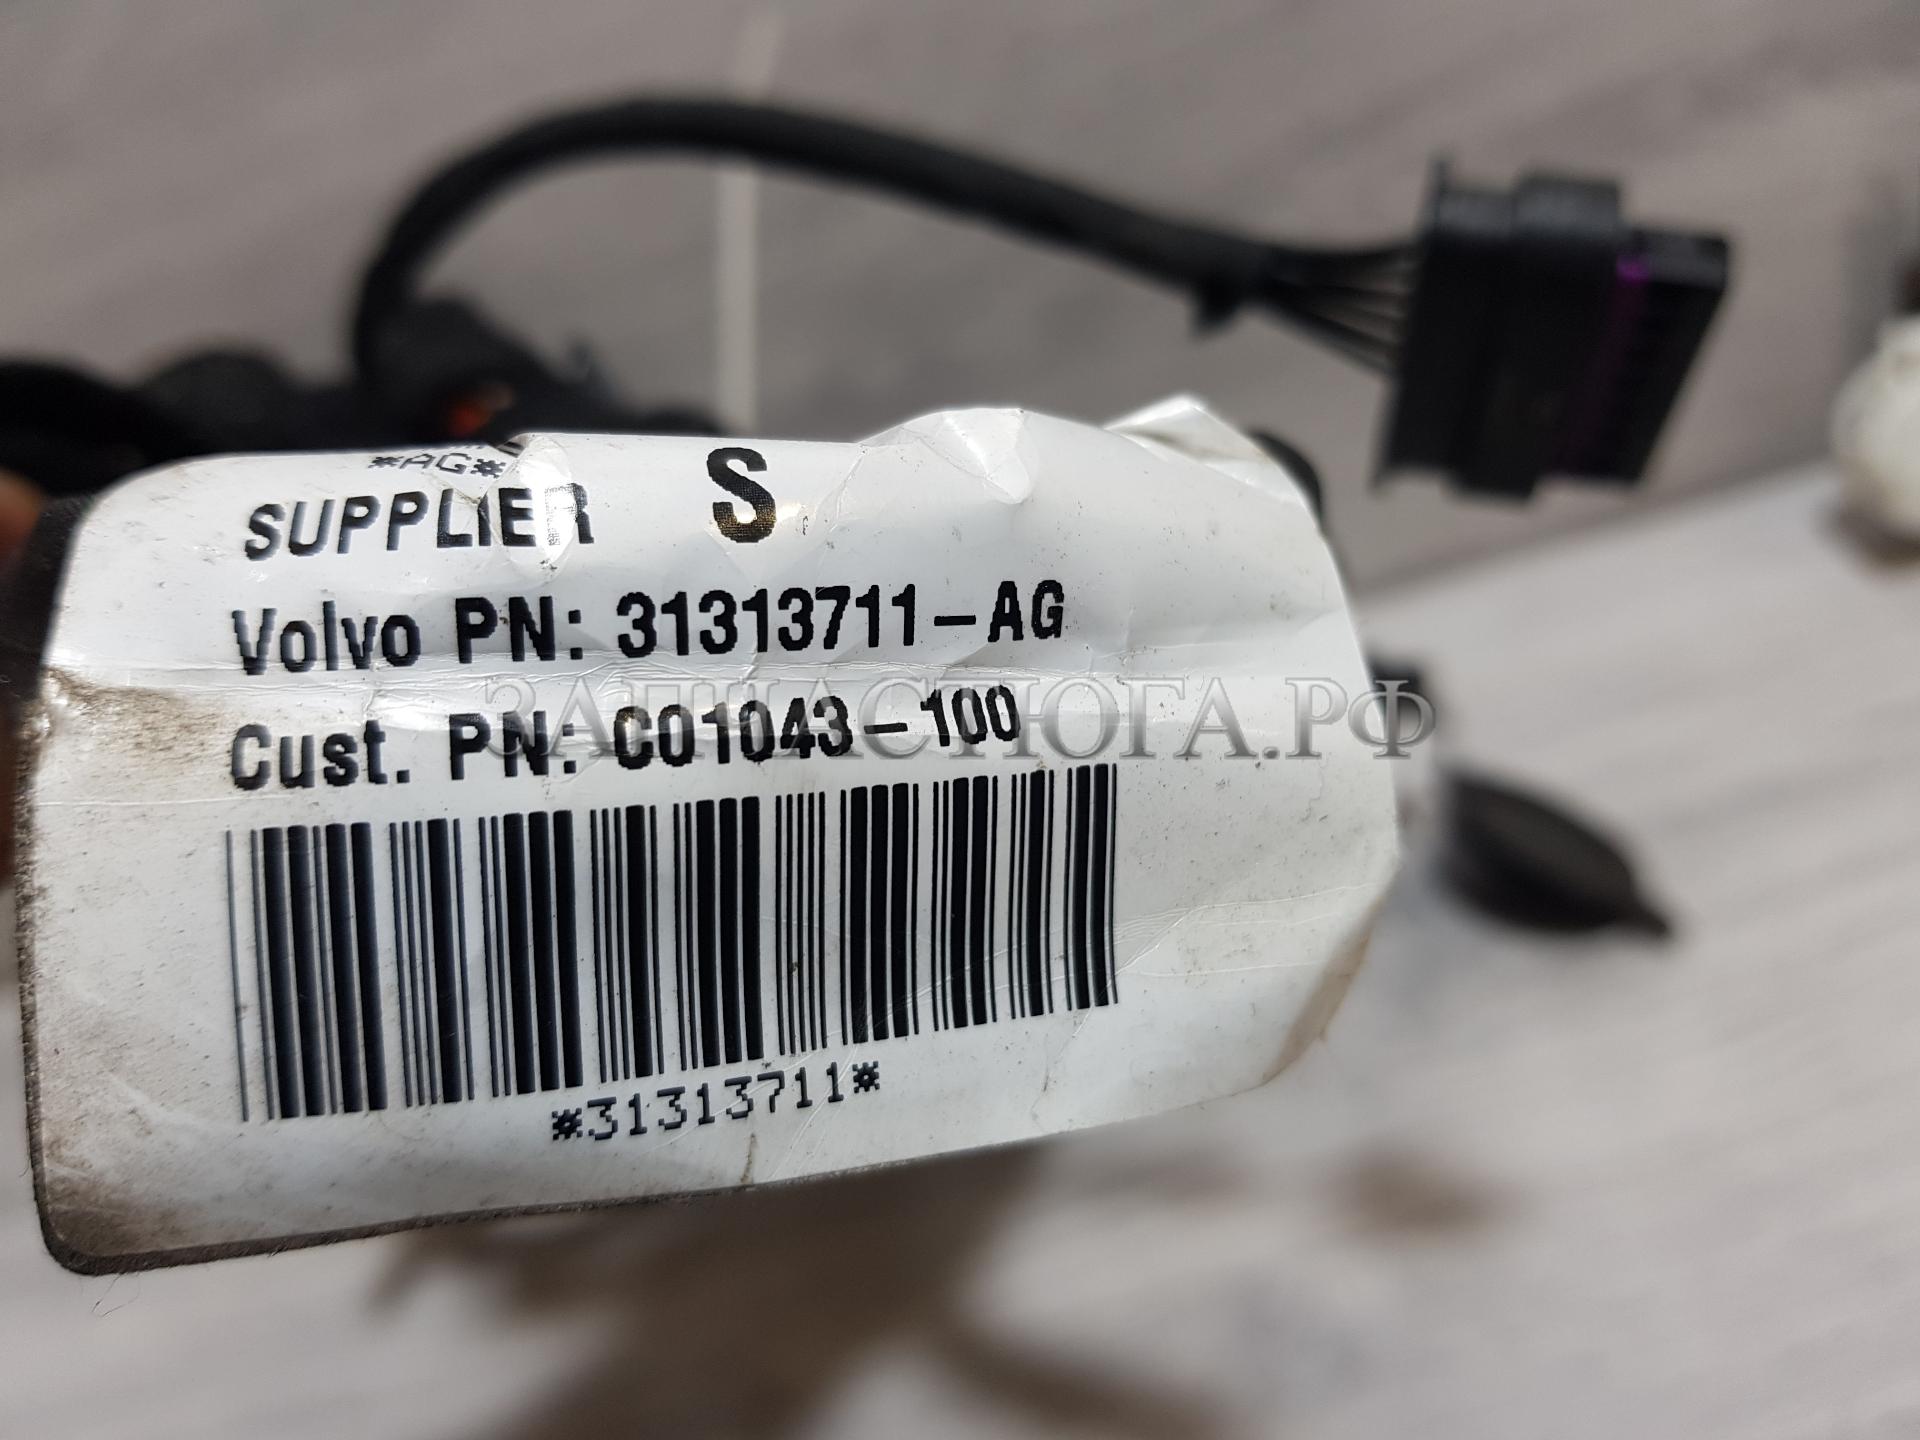 *AG*
SUPPLIER S
Volvo PN: 31313711-AG
ЗАПЧАСТЮГА.РФ
Cust. PN: C01043-100
*31313711*